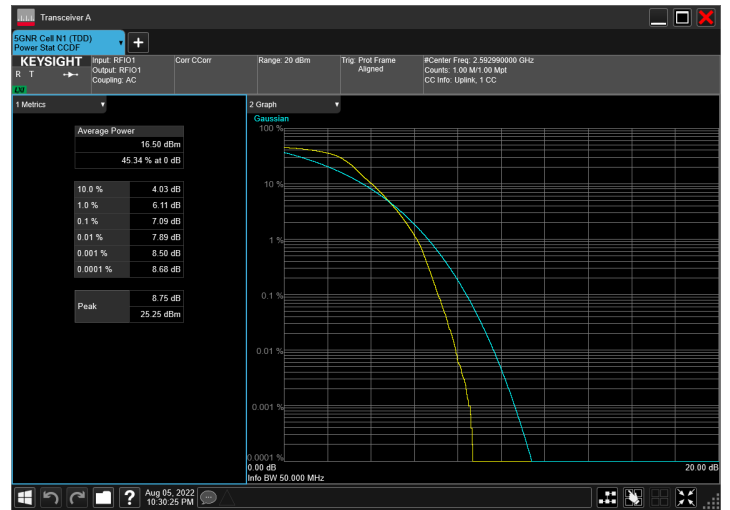 Transceiver A
5GNR Cell N1 (TDD)
Power Stat CCDF
KEYSIGHT
R T
LXI
Input: RFIO1
Output: RFIO1
Coupling: AC
Corr CCorr
Range: 20 dBm
Trig: Prot Frame
Aligned
#Center Freq: 2.592990000 GHz
Counts: 1.00 M/1.00 Mpt
CC Info: Uplink, 1 CC
1 Metrics
Average Power
16.50 dBm
45.34 % at 0 dB
10.0 % 4.03 dB
1.0 % 6.11 dB
0.1 % 7.09 dB
0.01 % 7.89 dB
0.001 % 8.50 dB
0.0001 % 8.68 dB
Peak
8.75 dB
25.25 dBm
2 Graph
Gaussian
100 %
10 %
1 %
0.1 %
0.01 %
0.001 %
0.0001 %
0.00 dB 20.00 dB
Info BW 50.000 MHz
?
Aug 05, 2022
10:30:25 PM